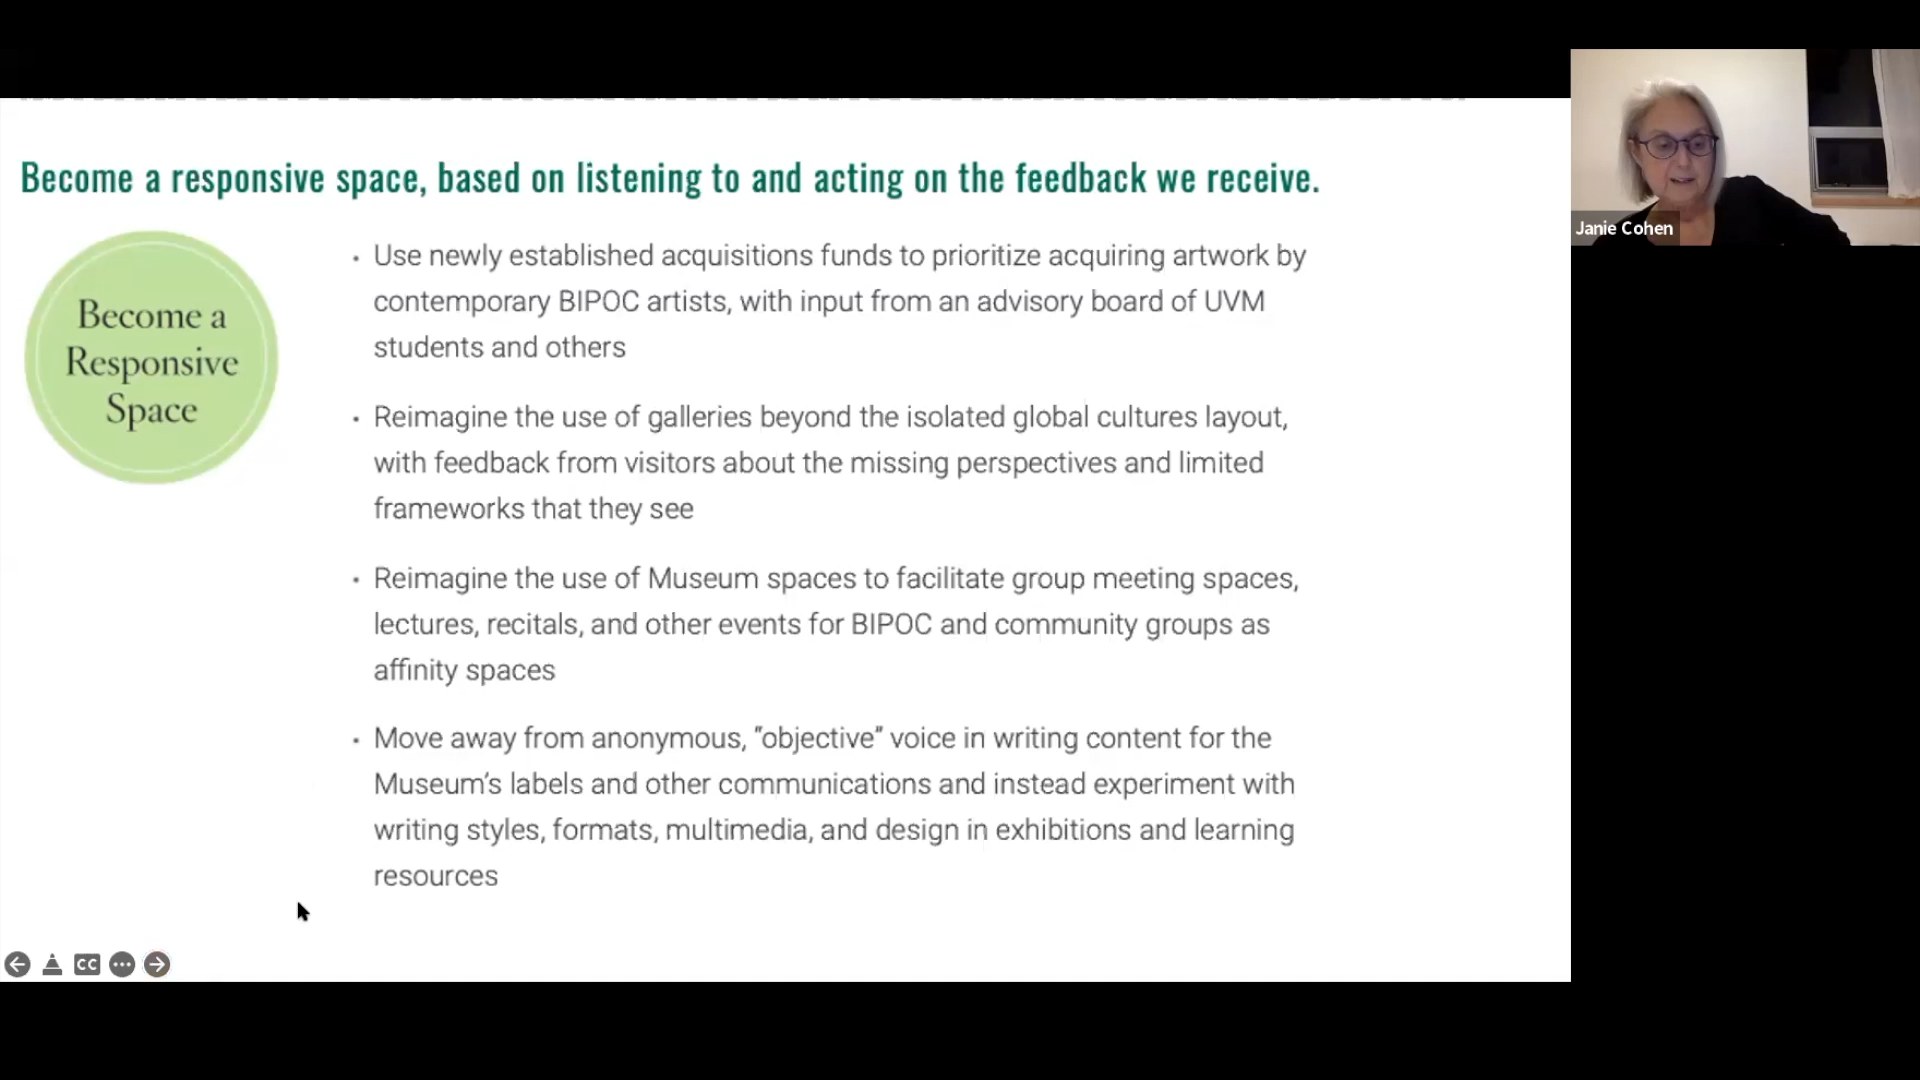 Become a responsive space, based on listening to and acting on the feedback we receive.
Become a
Responsive
Space
• Use newly established acquisitions funds to prioritize acquiring artwork by
contemporary BIPOC artists, with input from an advisory board of UVM
students and others
• Reimagine the use of galleries beyond the isolated global cultures layout,
with feedback from visitors about the missing perspectives and limited
frameworks that they see
• Reimagine the use of Museum spaces to facilitate group meeting spaces,
lectures, recitals, and other events for BIPOC and community groups as
affinity spaces
• Move away from anonymous, "objective" voice in writing content for the
Museum's labels and other communications and instead experiment with
writing styles, formats, multimedia, and design in exhibitions and learning
resources
CC
Janie Cohen